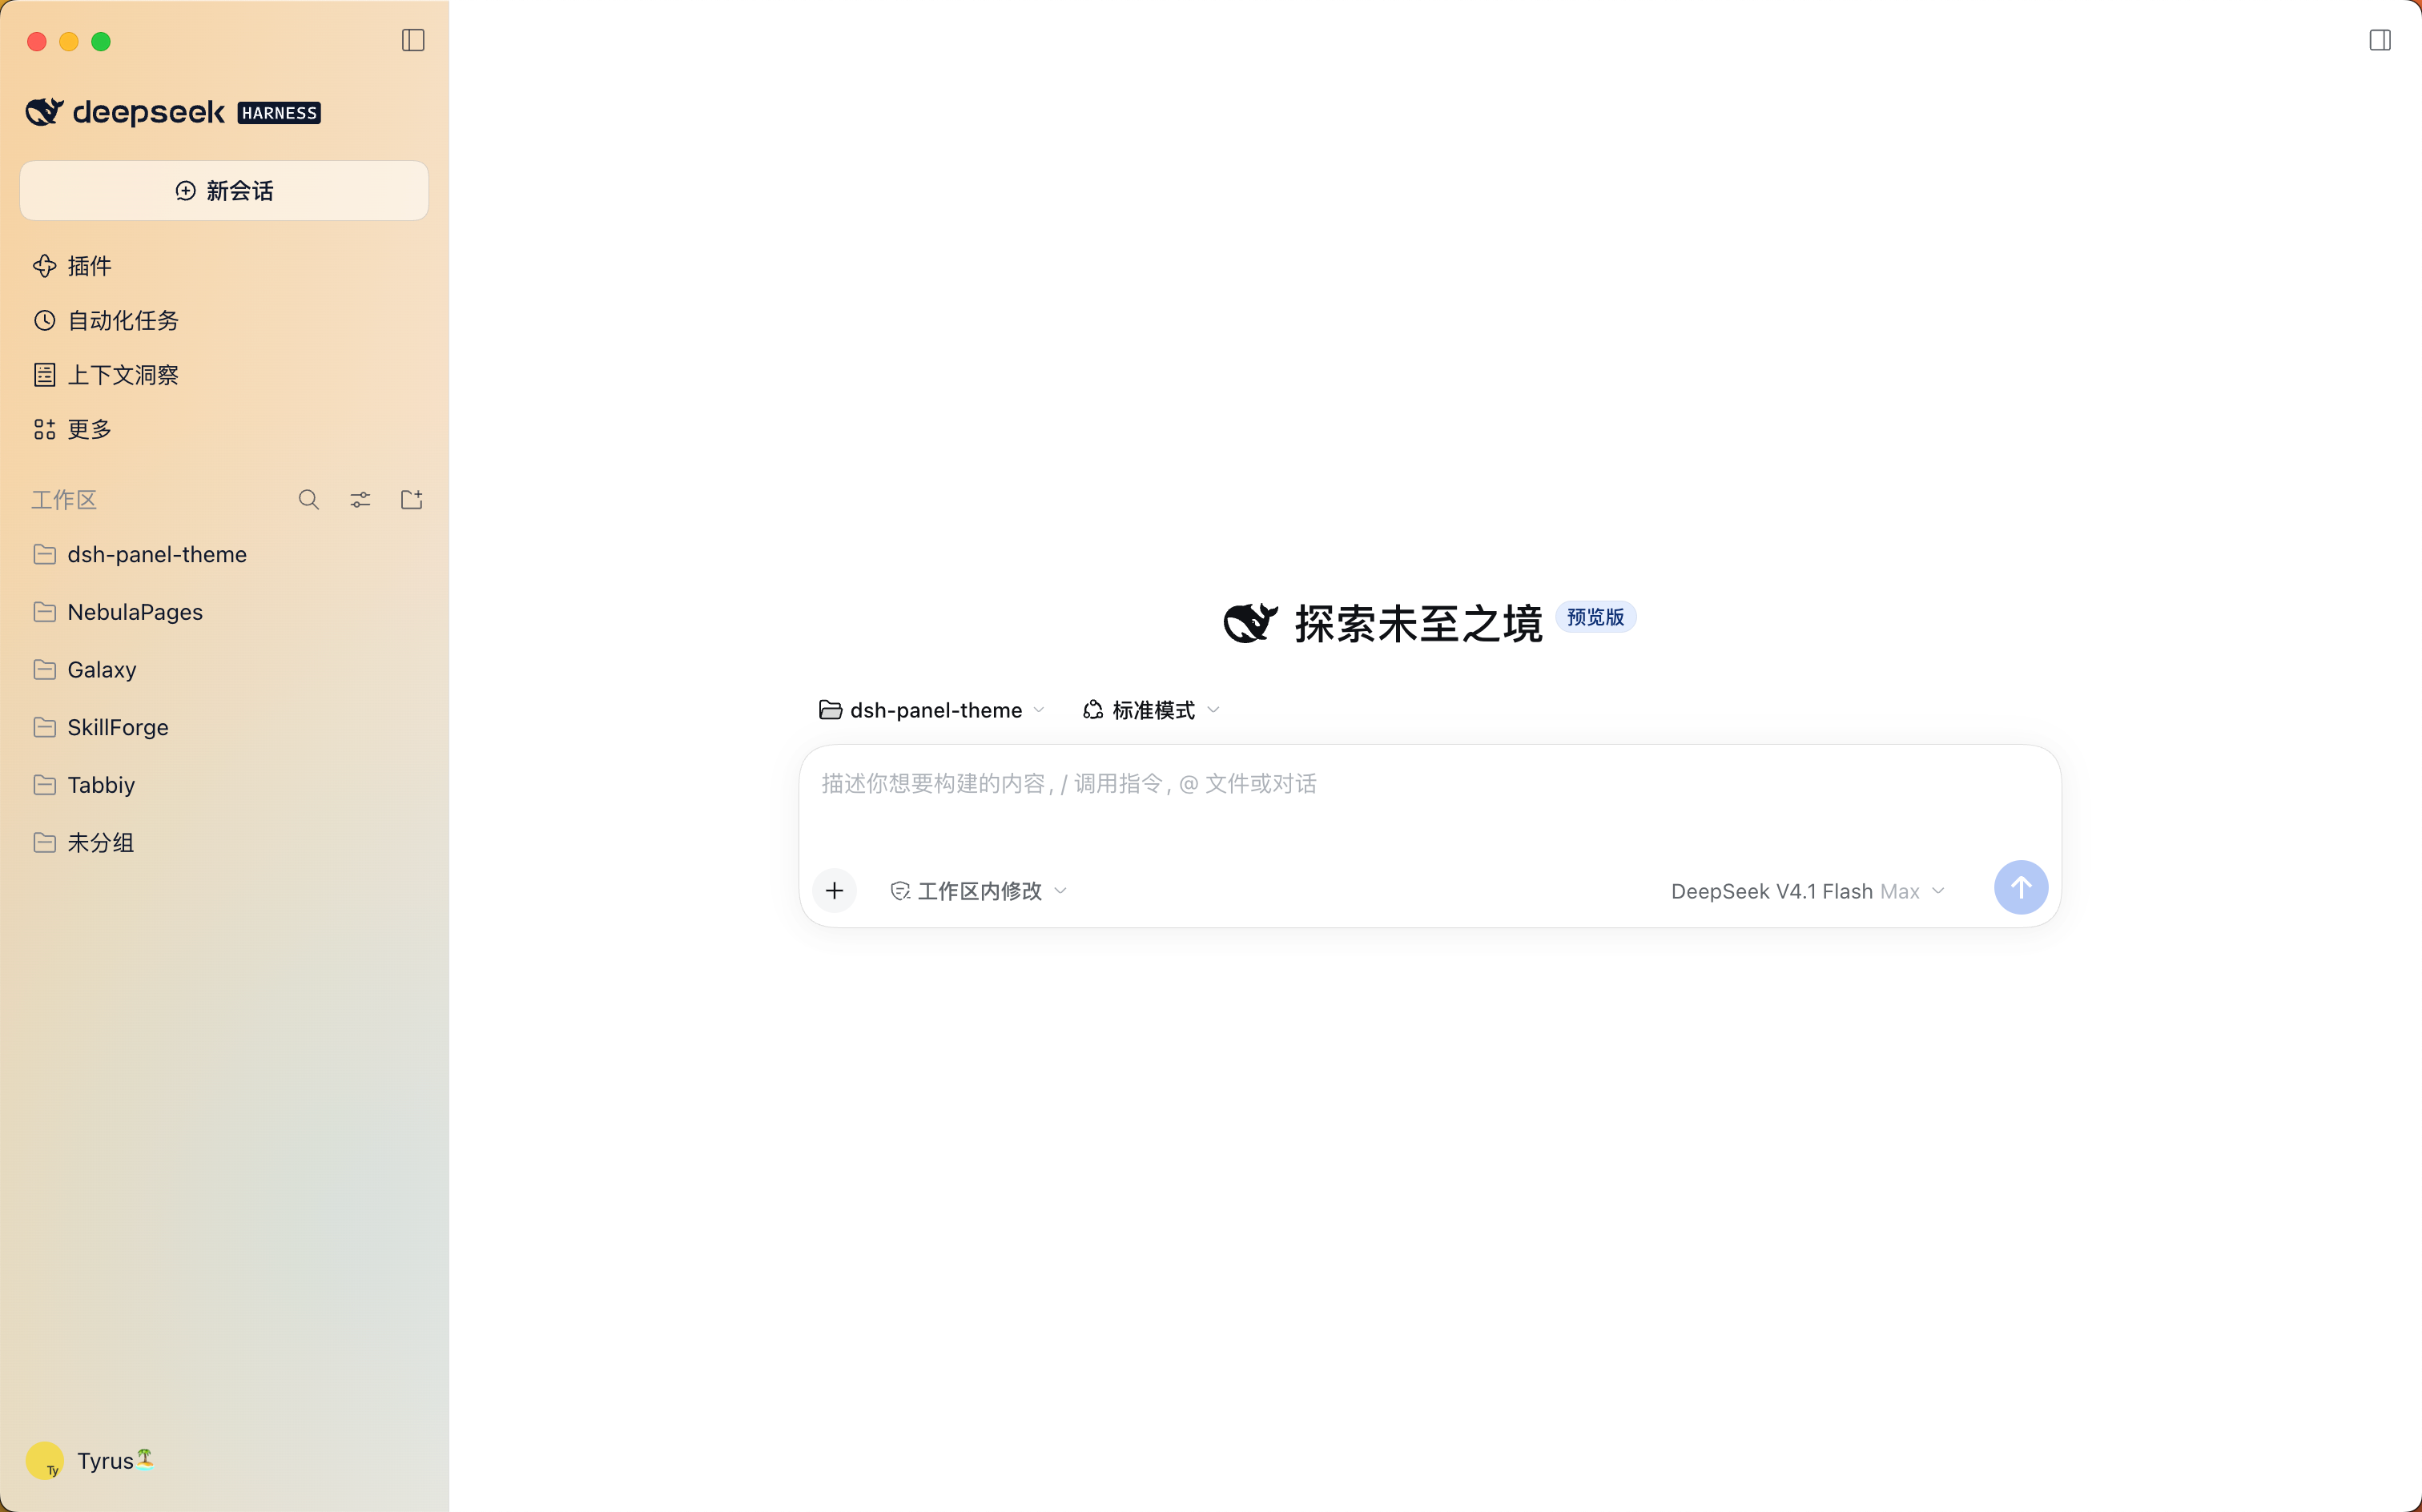 deepseek HARNESS
新会话
插件
自动化任务
上下文洞察
更多
工作区
dsh-panel-theme
NebulaPages
Galaxy
SkillForge
Tabbiy
未分组
Ty Tyrus🏝️
探索未至之境 预览版
dsh-panel-theme 标准模式
描述你想要构建的内容, / 调用指令, @ 文件或对话
工作区内修改 DeepSeek V4.1 Flash Max